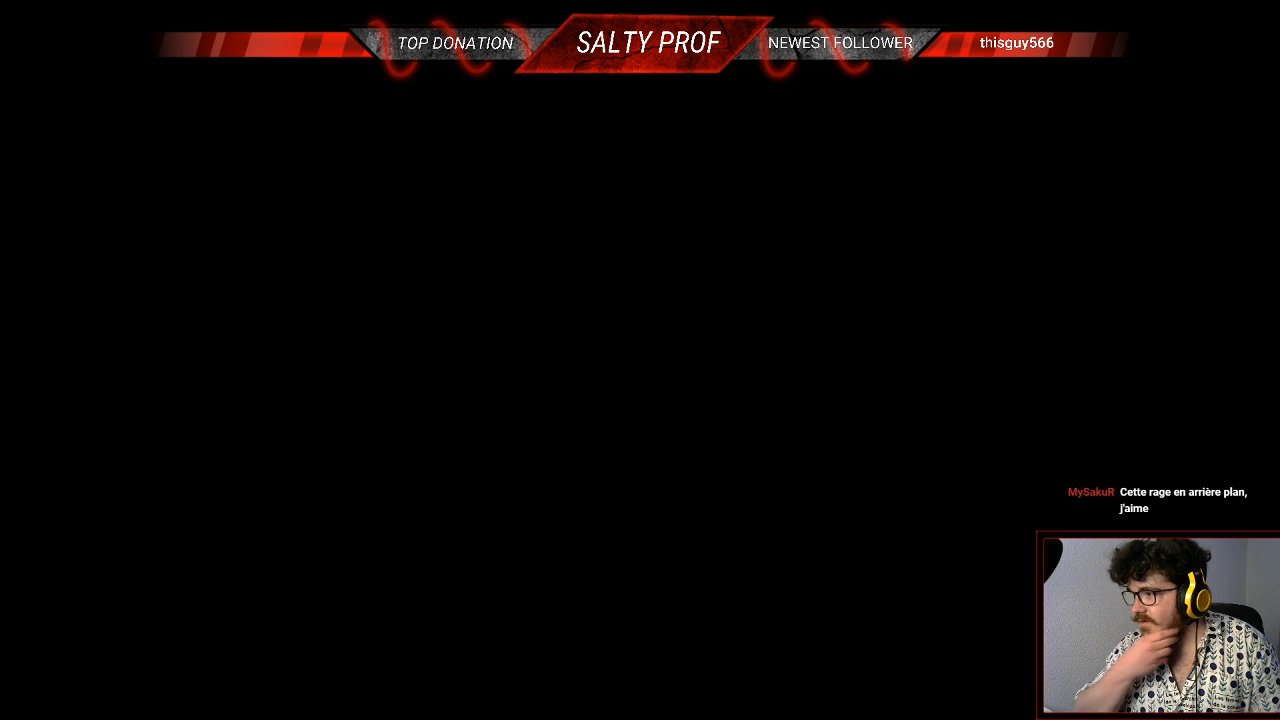 TOP DONATION
SALTY PROF
NEWEST FOLLOWER
thisguy566
MySakuR Cette rage en arrière plan,
j'aime